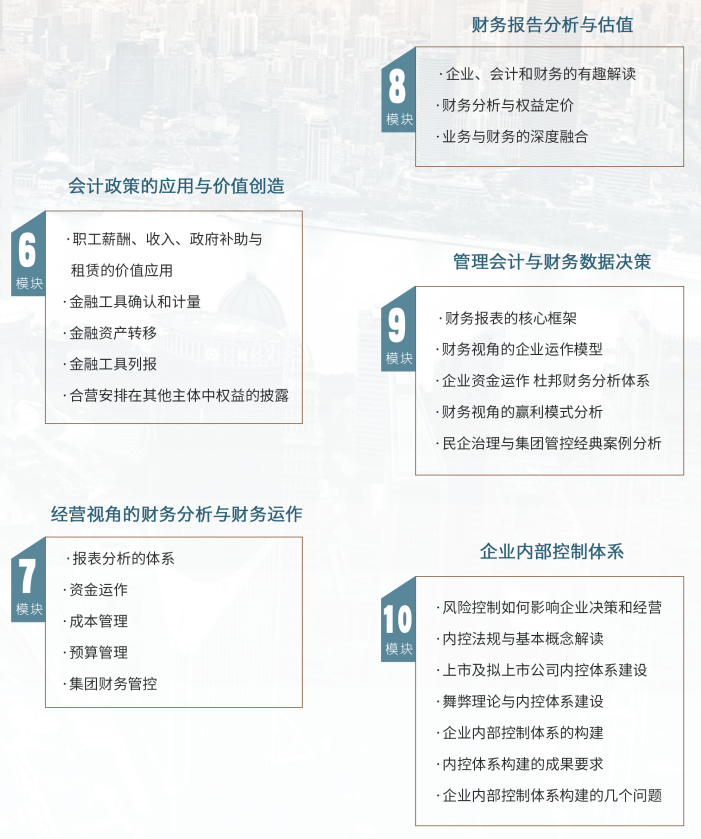 会计政策的应用与价值创造
6
模块
·职工薪酬、收入、政府补助与
租赁的价值应用
·金融工具确认和计量
·金融资产转移
·金融工具列报
·合营安排在其他主体中权益的披露
经营视角的财务分析与财务运作
7
模块
·报表分析的体系
·资金运作
·成本管理
·预算管理
·集团财务管控
财务报告分析与估值
8
模块
·企业、会计和财务的有趣解读
·财务分析与权益定价
·业务与财务的深度融合
管理会计与财务数据决策
9
模块
·财务报表的核心框架
·财务视角的企业运作模型
·企业资金运作 杜邦财务分析体系
·财务视角的赢利模式分析
·民企治理与集团管控经典案例分析
企业内部控制体系
10
模块
·风险控制如何影响企业决策和经营
·内控法规与基本概念解读
·上市及拟上市公司内控体系建设
·舞弊理论与内控体系建设
·企业内部控制体系的构建
·内控体系构建的成果要求
·企业内部控制体系构建的几个问题